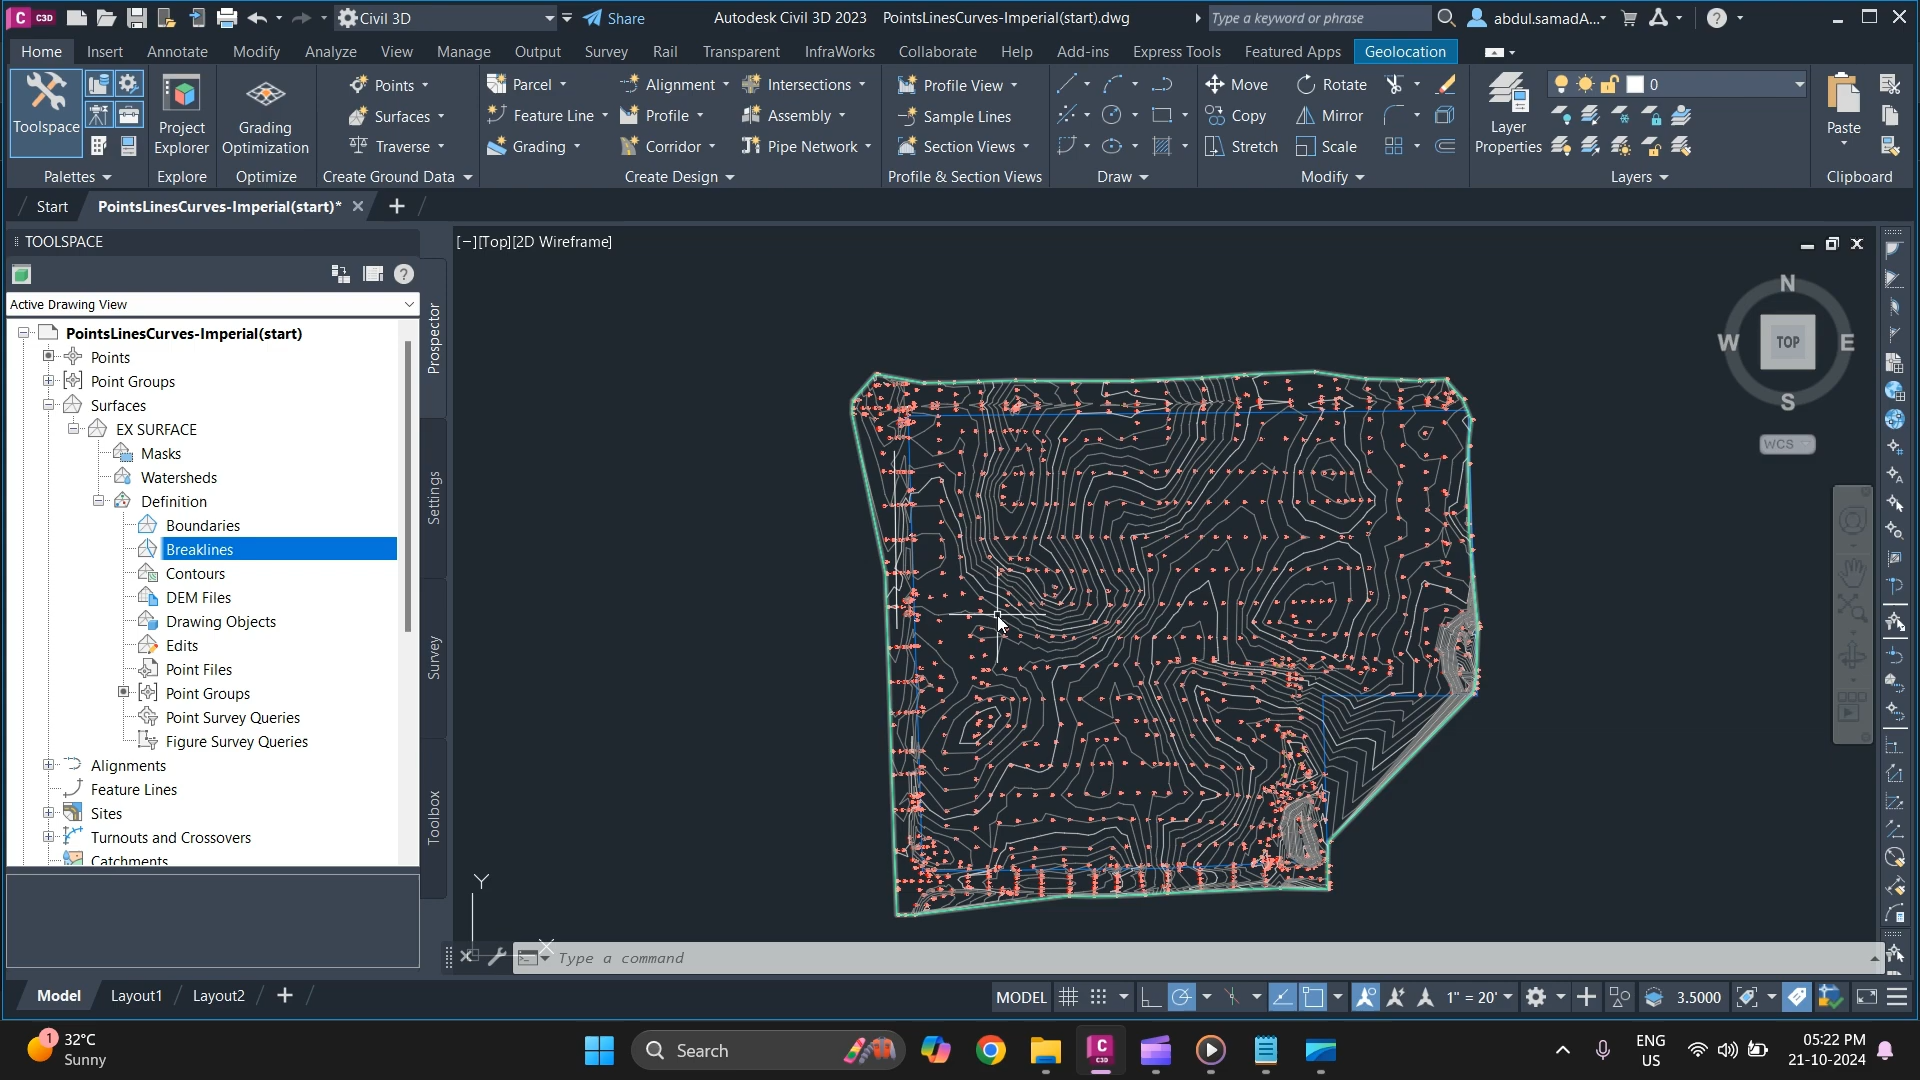 C C3D
Civil 3D
Share
Autodesk Civil 3D 2023 PointsLinesCurves-Imperial(start).dwg
Type a keyword or phrase
abdul.samadA...
Home Insert Annotate Modify Analyze View Manage Output Survey Rail Transparent InfraWorks Collaborate Help Add-ins Express Tools Featured Apps Geolocation
Toolspace
Palettes
Project Explorer
Explore
Grading Optimization
Optimize
Points
Surfaces
Traverse
Create Ground Data
Parcel
Feature Line
Grading
Alignment
Profile
Corridor
Intersections
Assembly
Pipe Network
Create Design
Profile View
Sample Lines
Section Views
Profile & Section Views
Draw
Move
Copy
Stretch
Rotate
Mirror
Scale
Modify
Layer Properties
0
Layers
Paste
Clipboard
Start
PointsLinesCurves-Imperial(start)*
TOOLSPACE
Active Drawing View
PointsLinesCurves-Imperial(start)
Points
Point Groups
Surfaces
EX SURFACE
Masks
Watersheds
Definition
Boundaries
Breaklines
Contours
DEM Files
Drawing Objects
Edits
Point Files
Point Groups
Point Survey Queries
Figure Survey Queries
Alignments
Feature Lines
Sites
Turnouts and Crossovers
Catchments
Prospector
Settings
Survey
Toolbox
[−][Top][2D Wireframe]
N
W TOP E
S
WCS
Y
X
Type a command
Model Layout1 Layout2
MODEL
1" = 20'
3.5000
1
32°C
Sunny
Search
C
C3D
ENG
US
05:22 PM
21-10-2024